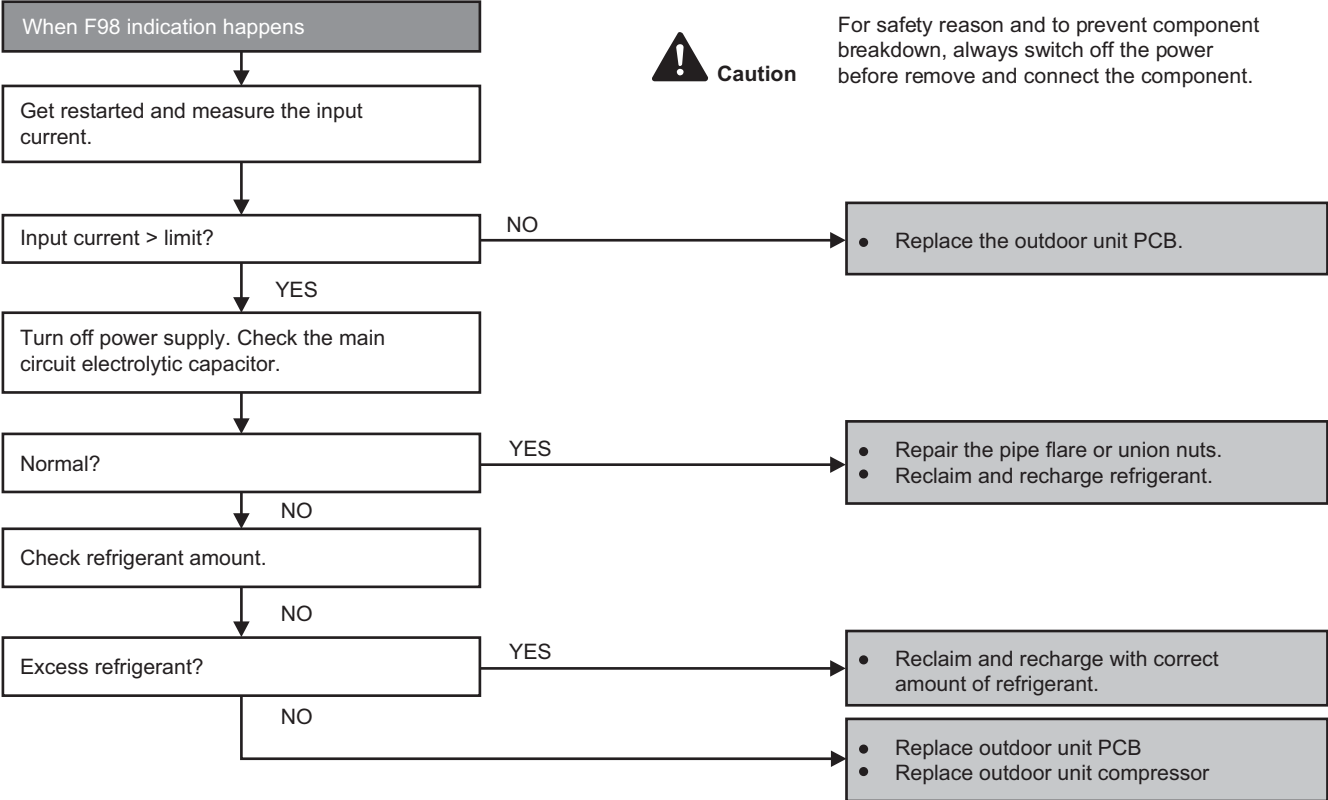 When F98 indication happens
Caution
For safety reason and to prevent component
breakdown, always switch off the power
before remove and connect the component.
Get restarted and measure the input
current.
Input current > limit?
NO
• Replace the outdoor unit PCB.
YES
Turn off power supply. Check the main
circuit electrolytic capacitor.
Normal?
YES
• Repair the pipe flare or union nuts.
• Reclaim and recharge refrigerant.
NO
Check refrigerant amount.
NO
Excess refrigerant?
YES
• Reclaim and recharge with correct
amount of refrigerant.
NO
• Replace outdoor unit PCB
• Replace outdoor unit compressor